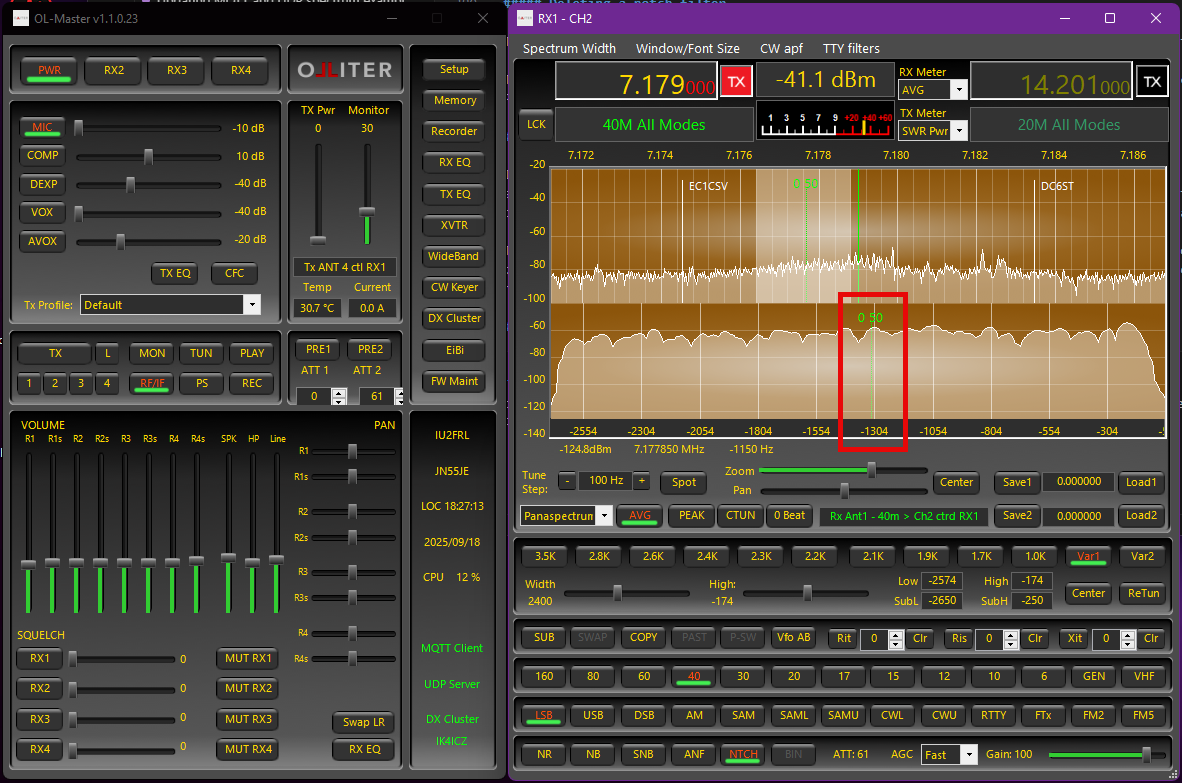 OL-Master v1.1.0.23
PWR RX2 RX3 RX4
OLLITER
MIC -10 dB
COMP 10 dB
DEXP -40 dB
VOX -40 dB
AVOX -20 dB
TX EQ CFC
Tx Profile: Default
TX Pwr Monitor
0 30
Tx ANT 4 ctl RX1
Temp Current
30.7 °C 0.0 A
TX L MON TUN PLAY
1 2 3 4 RF/IF PS REC
PRE1 PRE2
ATT 1 ATT 2
0 61
Setup
Memory
Recorder
RX EQ
TX EQ
XVTR
WideBand
CW Keyer
DX Cluster
EiBi
FW Maint
VOLUME PAN
R1 R1s R2 R2s R3 R3s R4 R4s SPK HP Line
R1
R1s
R2
R2s
R3
R3s
R4
R4s
SQUELCH
RX1 0 MUT RX1
RX2 0 MUT RX2
RX3 0 MUT RX3
RX4 0 MUT RX4
Swap LR
RX EQ
IU2FRL
JN55JE
LOC 18:27:13
2025/09/18
CPU 12 %
MQTT Client
UDP Server
DX Cluster
IK4ICZ
RX1 - CH2
Spectrum Width Window/Font Size CW apf TTY filters
7.179000 TX -41.1 dBm RX Meter AVG 14.201000 TX
LCK 40M All Modes 1 3 5 7 9 +20 +40 +60 TX Meter SWR Pwr 20M All Modes
7.172 7.174 7.176 7.178 7.180 7.182 7.184 7.186
-20
-40
-60
-80
-100
EC1CSV 0 50 DC6ST
-60
-80
-100
-120
-140
0 50
-2554 -2304 -2054 -1804 -1554 -1304 -1054 -804 -554 -304
-124.8dBm 7.177850 MHz -1150 Hz
Tune Step: - 100 Hz + Spot Zoom Pan Center Save1 0.000000 Load1
Panaspectrum AVG PEAK CTUN 0 Beat Rx Ant1 - 40m > Ch2 ctrd RX1 Save2 0.000000 Load2
3.5K 2.8K 2.6K 2.4K 2.3K 2.2K 2.1K 1.9K 1.7K 1.0K Var1 Var2
Width 2400 High: -174 Low -2574 High -174 Center ReTun
SubL -2650 SubH -250
SUB SWAP COPY PAST P-SW Vfo AB Rit 0 Clr Ris 0 Clr Xit 0 Clr
160 80 60 40 30 20 17 15 12 10 6 GEN VHF
LSB USB DSB AM SAM SAML SAMU CWL CWU RTTY FTx FM2 FM5
NR NB SNB ANF NTCH BIN ATT: 61 AGC Fast Gain: 100